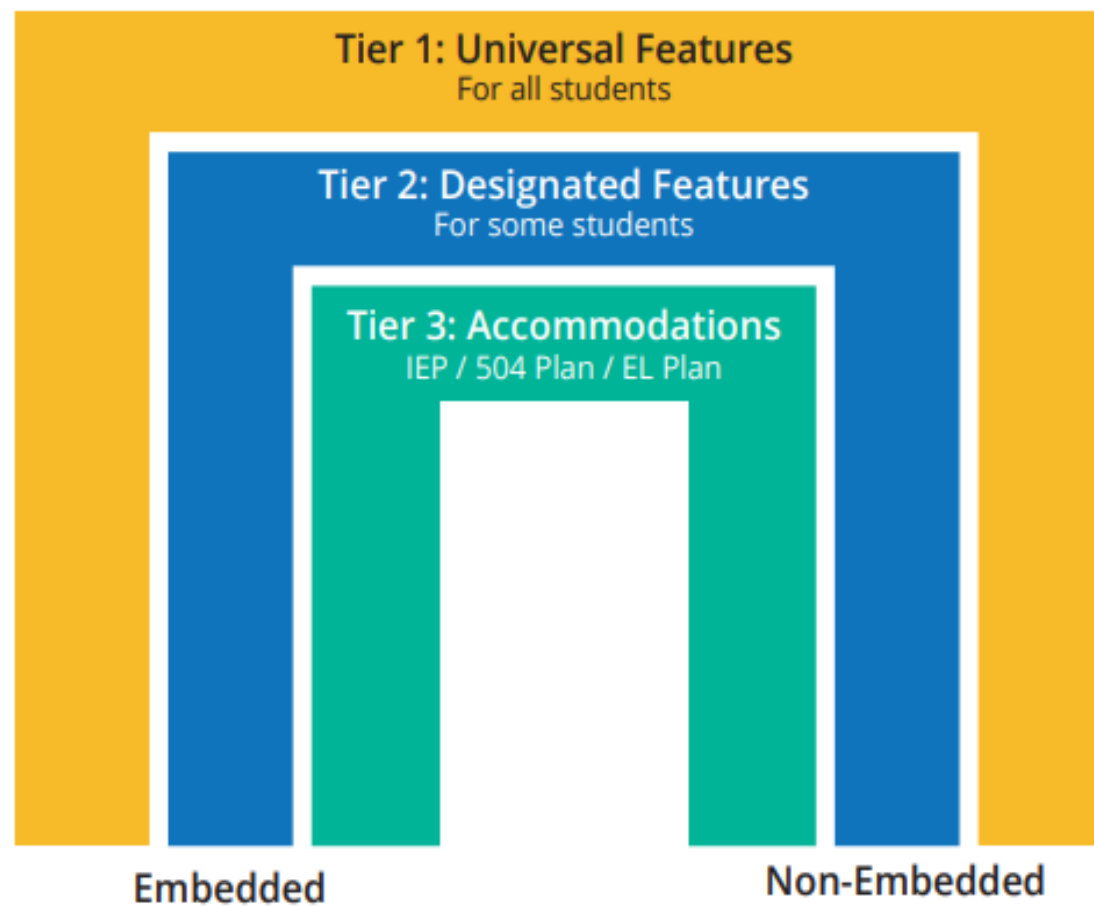 Tier 1: Universal Features
For all students
Tier 2: Designated Features
For some students
Tier 3: Accommodations
IEP / 504 Plan / EL Plan
Embedded
Non-Embedded